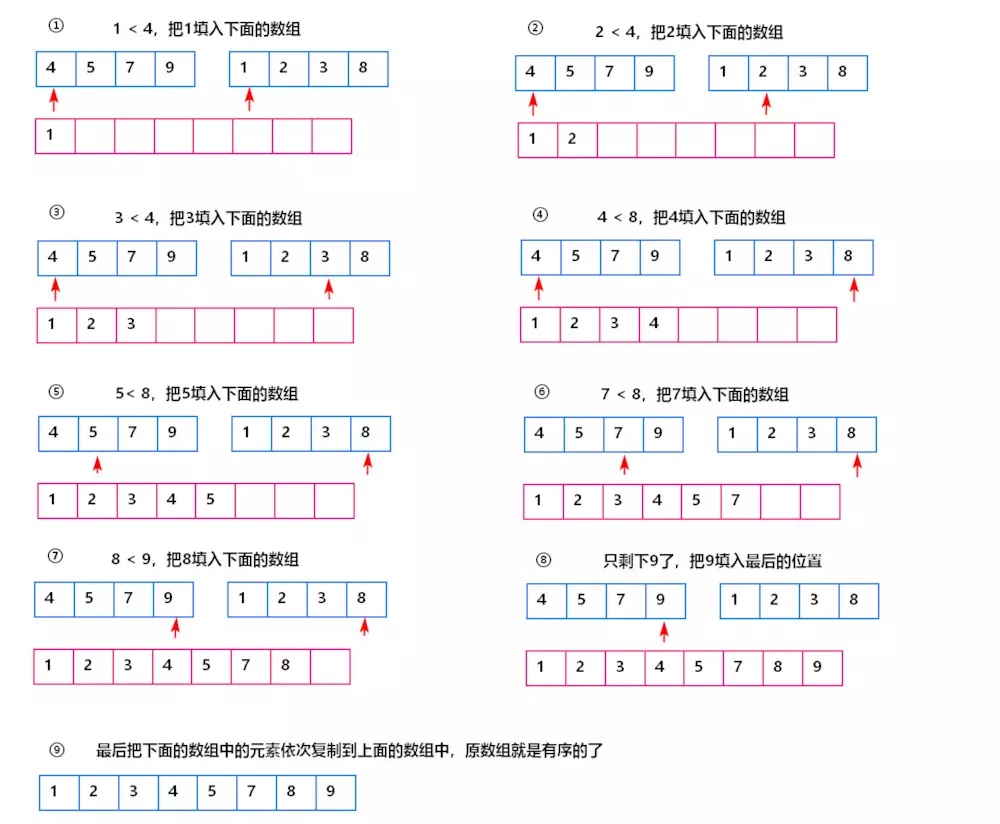 ①
1 < 4，把1填入下面的数组
4 5 7 9 1 2 3 8
1
②
2 < 4，把2填入下面的数组
4 5 7 9 1 2 3 8
1 2
③
3 < 4，把3填入下面的数组
4 5 7 9 1 2 3 8
1 2 3
④
4 < 8，把4填入下面的数组
4 5 7 9 1 2 3 8
1 2 3 4
⑤
5< 8，把5填入下面的数组
4 5 7 9 1 2 3 8
1 2 3 4 5
⑥
7 < 8，把7填入下面的数组
4 5 7 9 1 2 3 8
1 2 3 4 5 7
⑦
8 < 9，把8填入下面的数组
4 5 7 9 1 2 3 8
1 2 3 4 5 7 8
⑧
只剩下9了，把9填入最后的位置
4 5 7 9 1 2 3 8
1 2 3 4 5 7 8 9
⑨
最后把下面的数组中的元素依次复制到上面的数组中，原数组就是有序的了
1 2 3 4 5 7 8 9